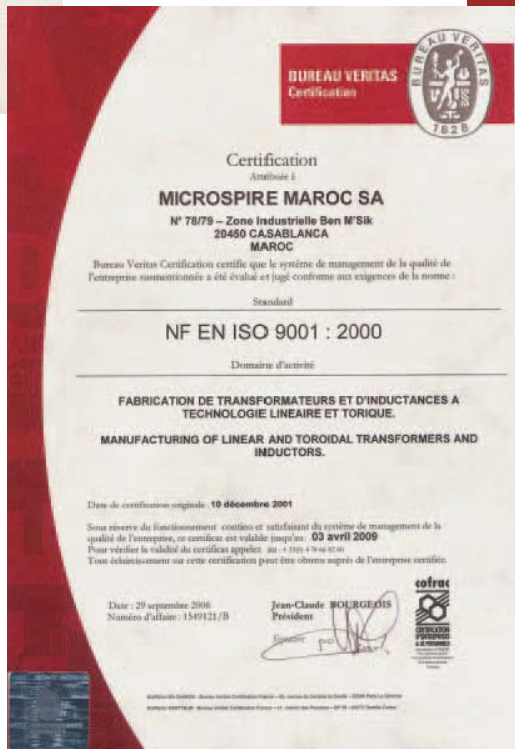 BUREAU VERITAS
Certification
BUREAU VERITAS
1828
Certification
Attribuée à
MICROSPIRE MAROC SA
N° 78/79 – Zone Industrielle Ben M'Sik
20450 CASABLANCA
MAROC
Bureau Veritas Certification certifie que le système de management de la qualité de
l'entreprise susmentionnée a été évalué et jugé conforme aux exigences de la norme :
Standard
NF EN ISO 9001 : 2000
Domaine d'activité
FABRICATION DE TRANSFORMATEURS ET D'INDUCTANCES A
TECHNOLOGIE LINEAIRE ET TORIQUE.
MANUFACTURING OF LINEAR AND TOROIDAL TRANSFORMERS AND
INDUCTORS.
Date de certification originale : 10 décembre 2001
Sous réserve du fonctionnement continu et satisfaisant du système de management de la
qualité de l'entreprise, ce certificat est valable jusqu'au : 03 avril 2009
Pour vérifier la validité du certificat appelez au :
Tout éclaircissement sur cette certification peut être obtenu auprès de l'entreprise certifiée.
Date : 29 septembre 2006
Numéro d'affaire : 1549121/B
Jean-Claude BOURGEOIS
Président
cofrac
CERTIFICATION
D'ENTREPRISES
& DE PERSONNELS